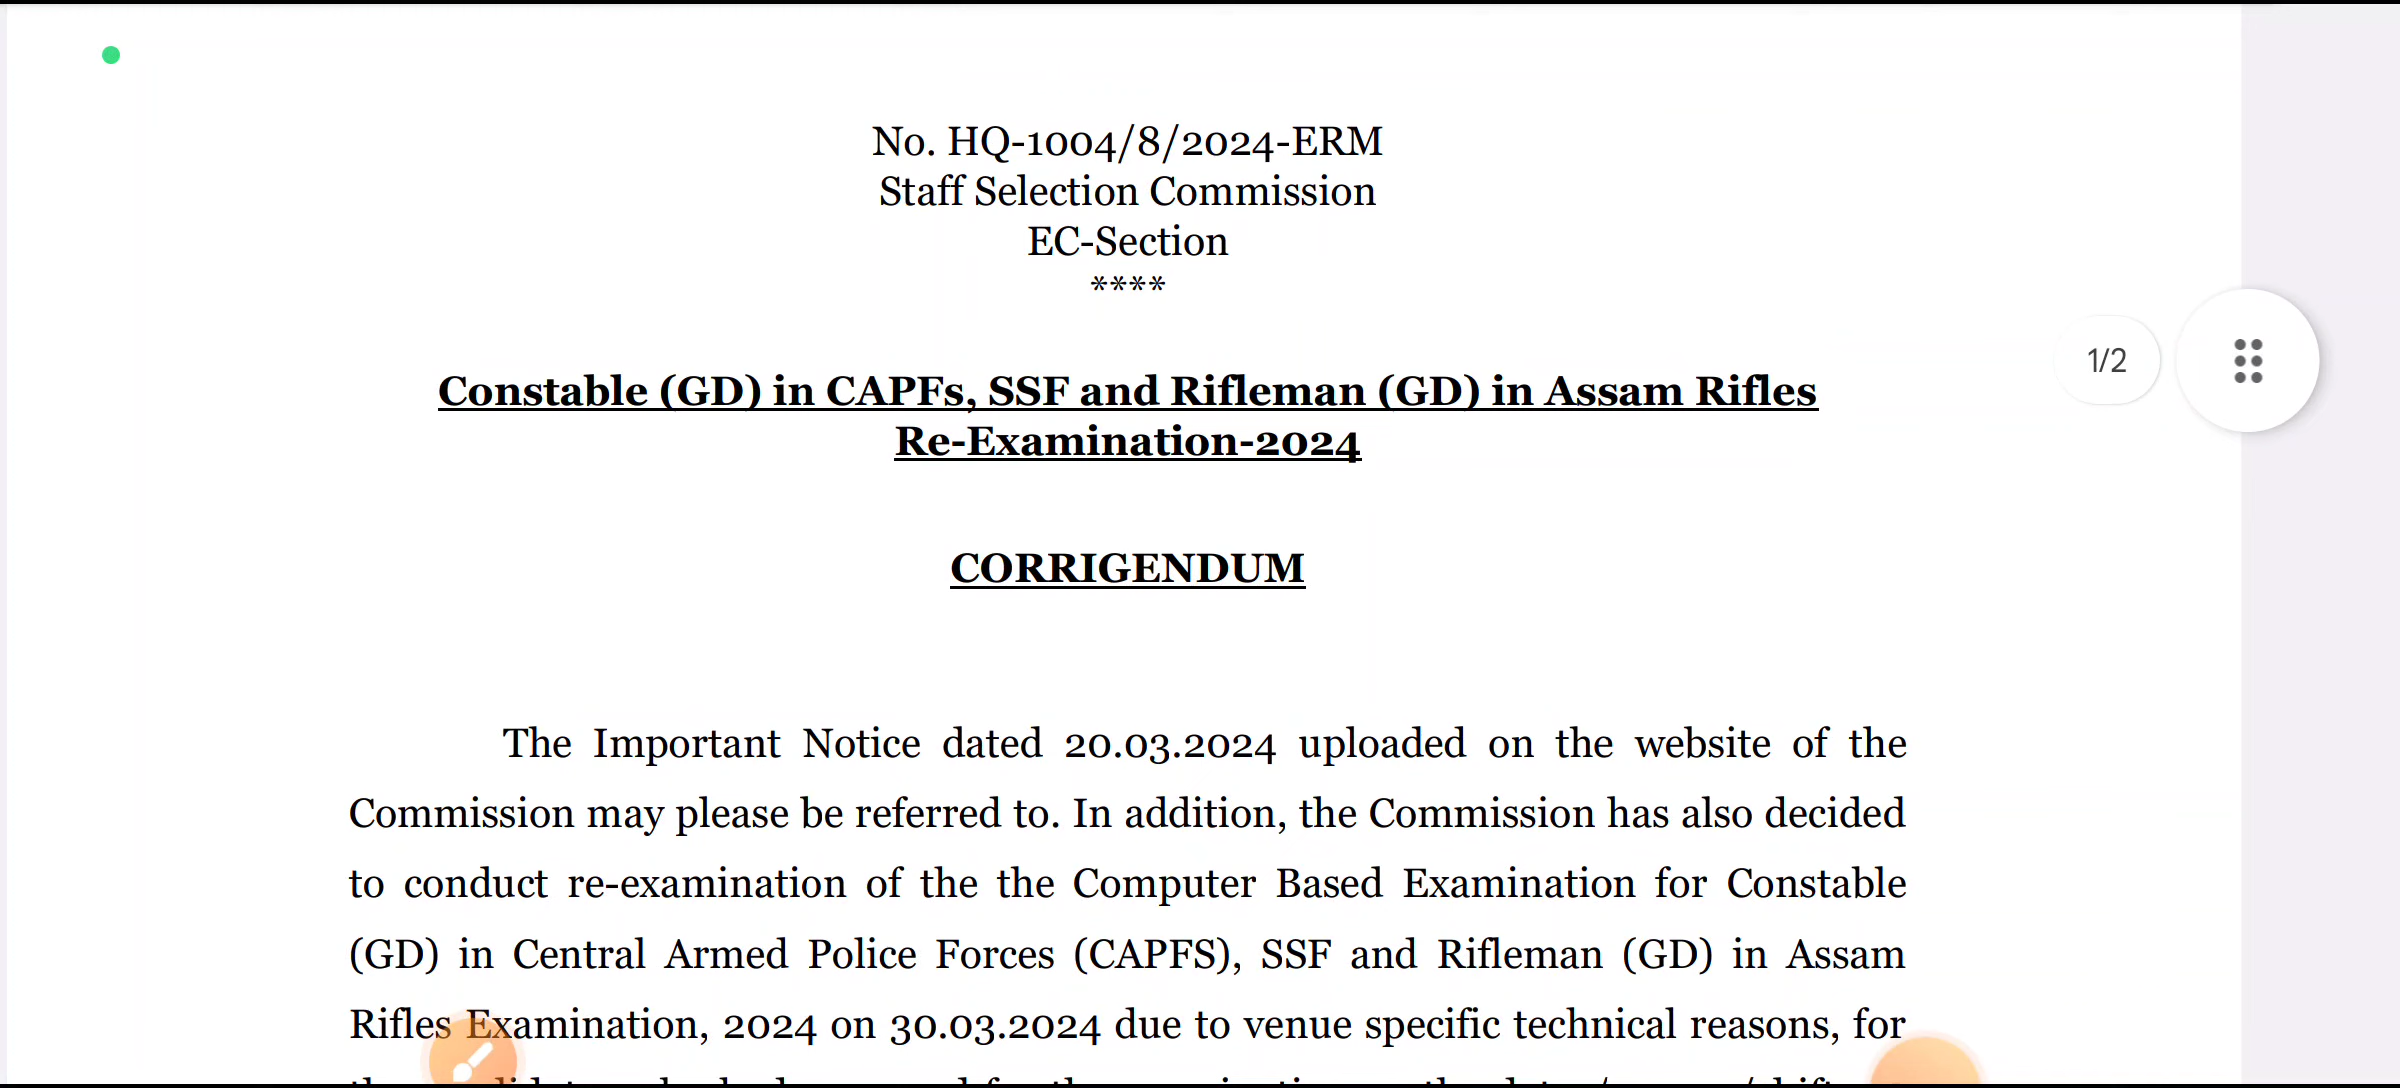 No. HQ-1004/8/2024-ERM
Staff Selection Commission
EC-Section
****
Constable (GD) in CAPFs, SSF and Rifleman (GD) in Assam Rifles
Re-Examination-2024
1/2
CORRIGENDUM
The Important Notice dated 20.03.2024 uploaded on the website of the
Commission may please be referred to. In addition, the Commission has also decided
to conduct re-examination of the the Computer Based Examination for Constable
(GD) in Central Armed Police Forces (CAPFS), SSF and Rifleman (GD) in Assam
Rifles Examination, 2024 on 30.03.2024 due to venue specific technical reasons, for